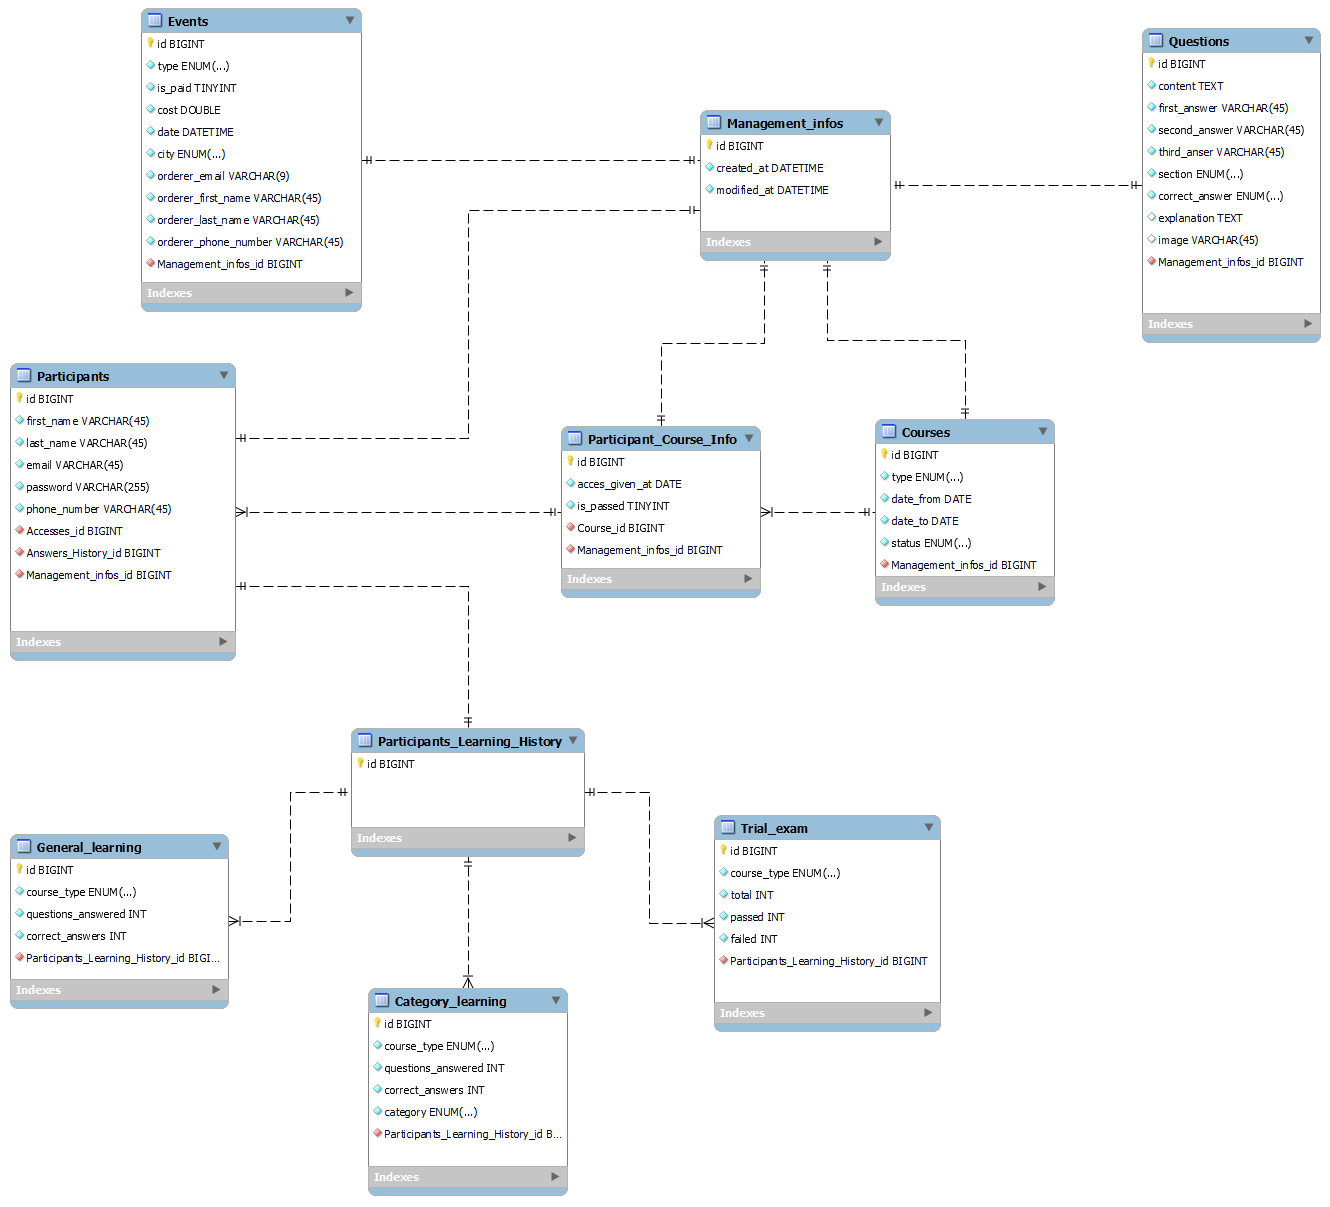 Events
id BIGINT
type ENUM(...)
is_paid TINYINT
cost DOUBLE
date DATETIME
city ENUM(...)
orderer_email VARCHAR(9)
orderer_first_name VARCHAR(45)
orderer_last_name VARCHAR(45)
orderer_phone_number VARCHAR(45)
Management_infos_id BIGINT
Indexes
Management_infos
id BIGINT
created_at DATETIME
modified_at DATETIME
Indexes
Questions
id BIGINT
content TEXT
first_answer VARCHAR(45)
second_answer VARCHAR(45)
third_anser VARCHAR(45)
section ENUM(...)
correct_answer ENUM(...)
explanation TEXT
image VARCHAR(45)
Management_infos_id BIGINT
Indexes
Participants
id BIGINT
first_name VARCHAR(45)
last_name VARCHAR(45)
email VARCHAR(45)
password VARCHAR(255)
phone_number VARCHAR(45)
Accesses_id BIGINT
Answers_History_id BIGINT
Management_infos_id BIGINT
Indexes
Participant_Course_Info
id BIGINT
acces_given_at DATE
is_passed TINYINT
Course_id BIGINT
Management_infos_id BIGINT
Indexes
Courses
id BIGINT
type ENUM(...)
date_from DATE
date_to DATE
status ENUM(...)
Management_infos_id BIGINT
Indexes
Participants_Learning_History
id BIGINT
Indexes
General_learning
id BIGINT
course_type ENUM(...)
questions_answered INT
correct_answers INT
Participants_Learning_History_id BIGI...
Indexes
Trial_exam
id BIGINT
course_type ENUM(...)
total INT
passed INT
failed INT
Participants_Learning_History_id BIGINT
Indexes
Category_learning
id BIGINT
course_type ENUM(...)
questions_answered INT
correct_answers INT
category ENUM(...)
Participants_Learning_History_id B...
Indexes